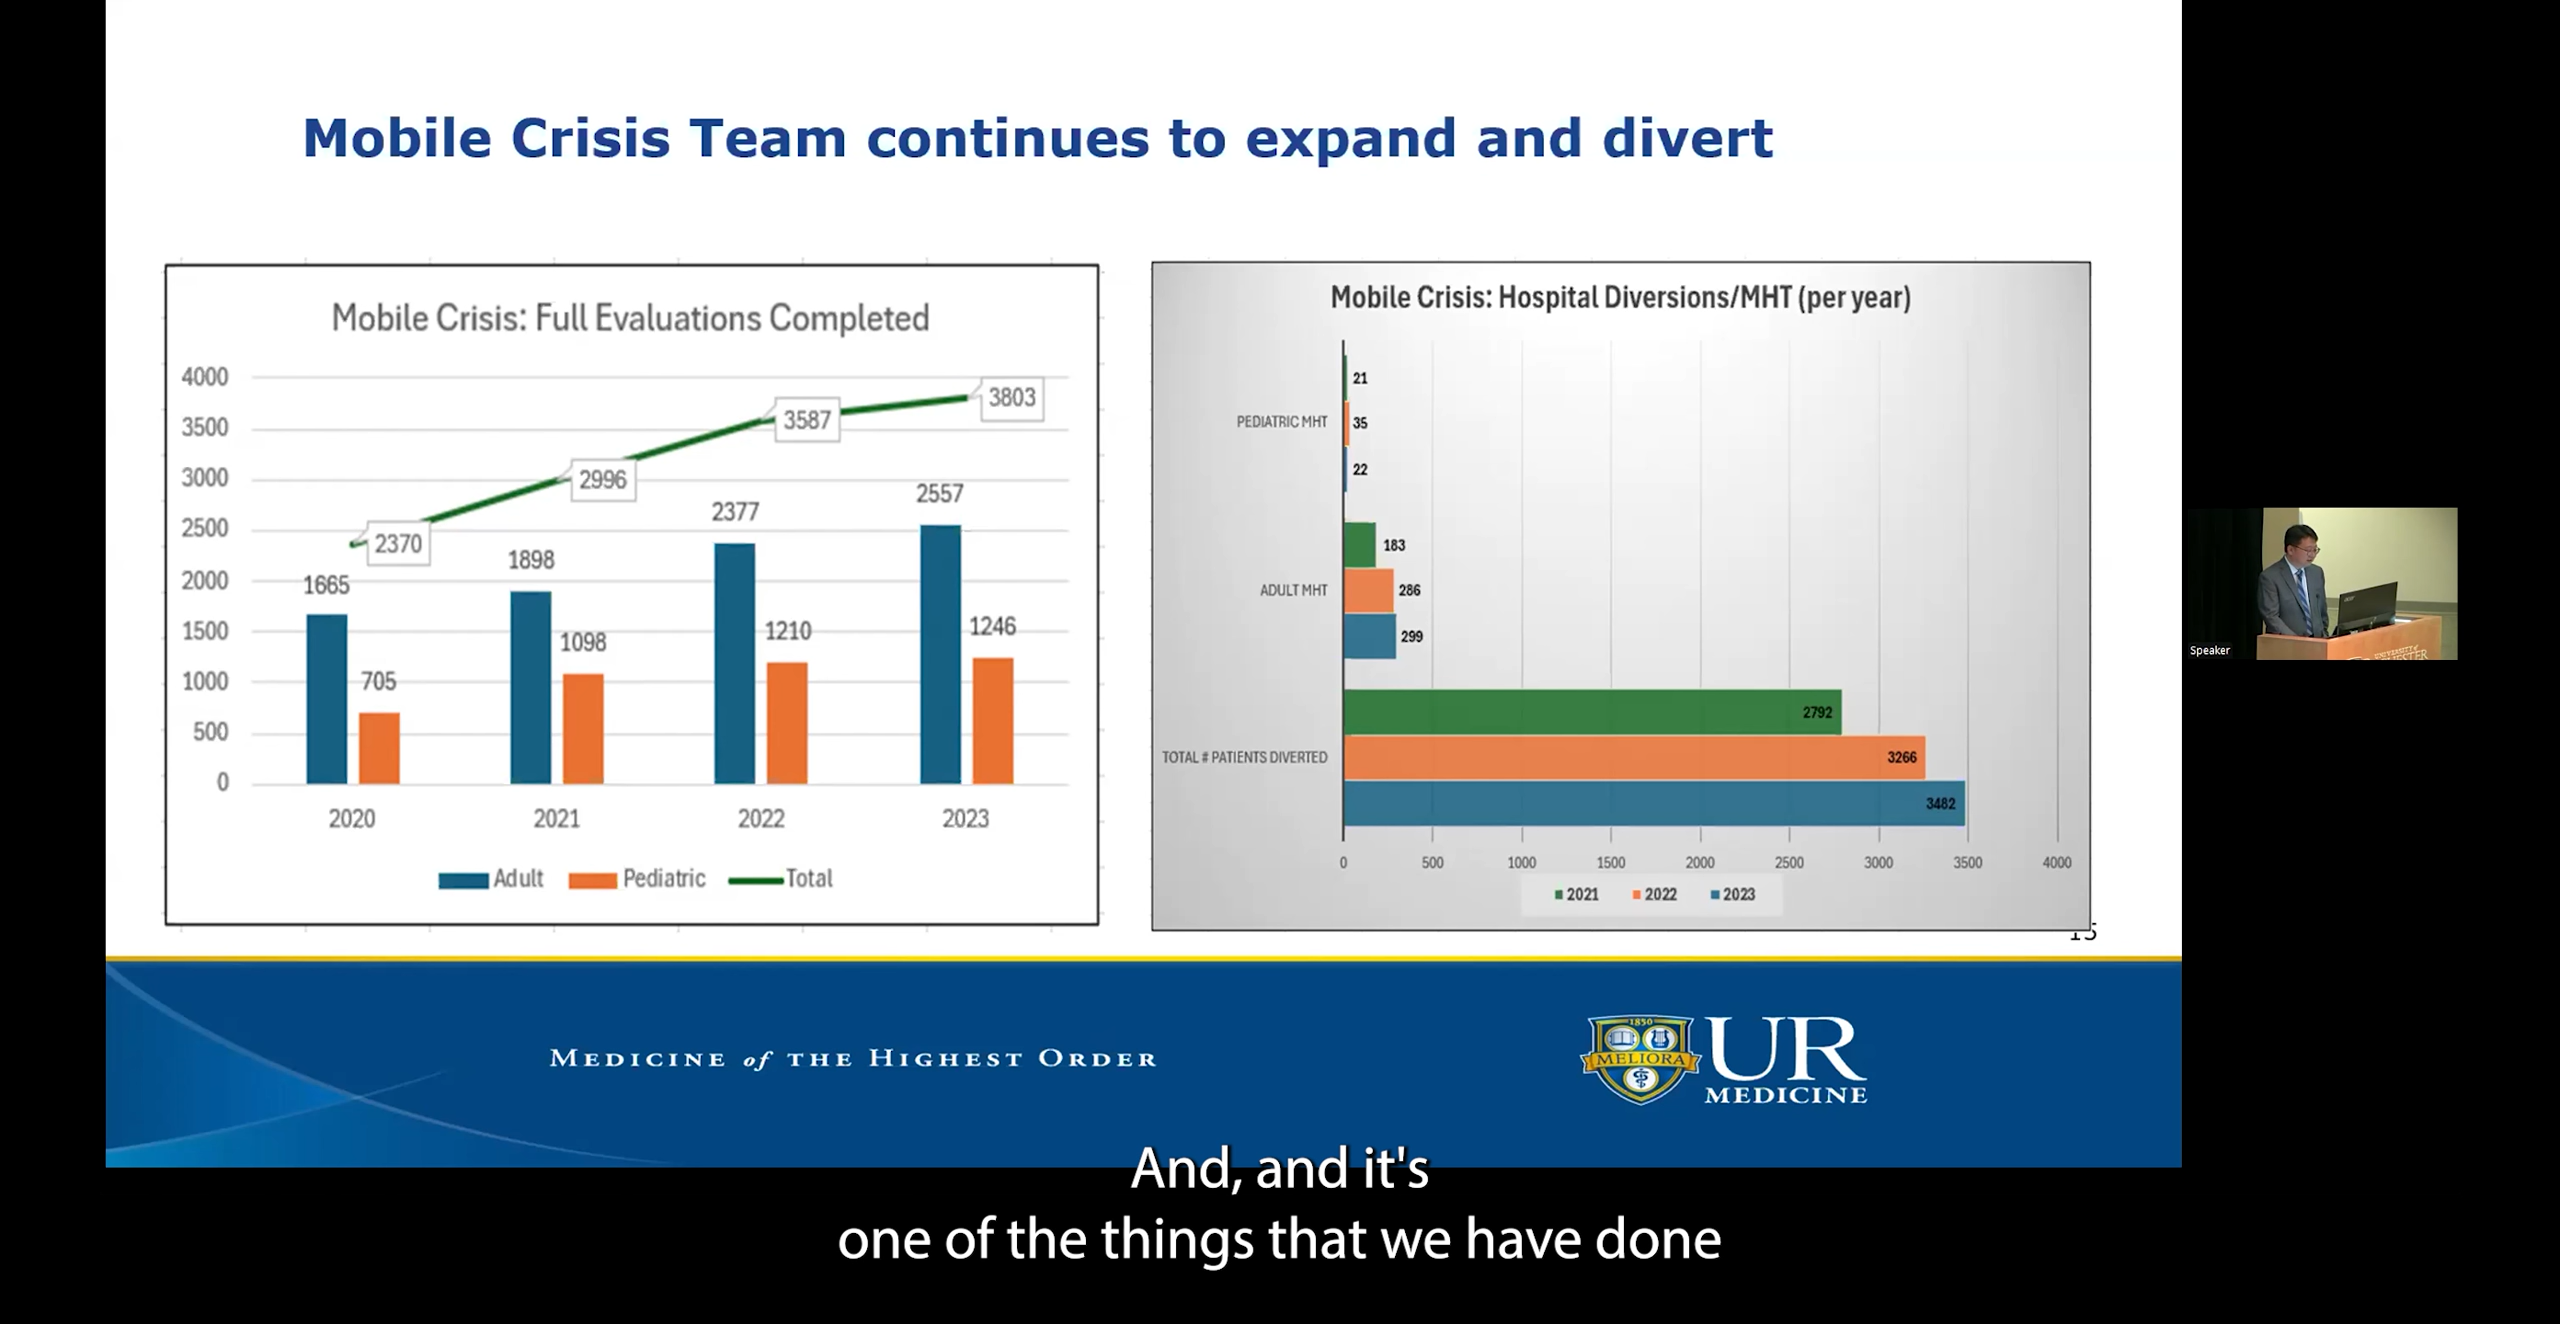 Mobile Crisis Team continues to expand and divert
Mobile Crisis: Full Evaluations Completed
4000
3500
3000
2500
2000
1500
1000
500
0
2370
2996
3587
3803
1665
705
1898
1098
2377
1210
2557
1246
2020
2021
2022
2023
Adult
Pediatric
Total
Mobile Crisis: Hospital Diversions/MHT (per year)
PEDIATRIC MHT
21
35
22
ADULT MHT
183
286
299
TOTAL # PATIENTS DIVERTED
2792
3266
3482
0
500
1000
1500
2000
2500
3000
3500
4000
2021
2022
2023
15
MEDICINE of THE HIGHEST ORDER
1850
MELIORA
UR
MEDICINE
Speaker
UNIVERSITY of
And, and it's
one of the things that we have done